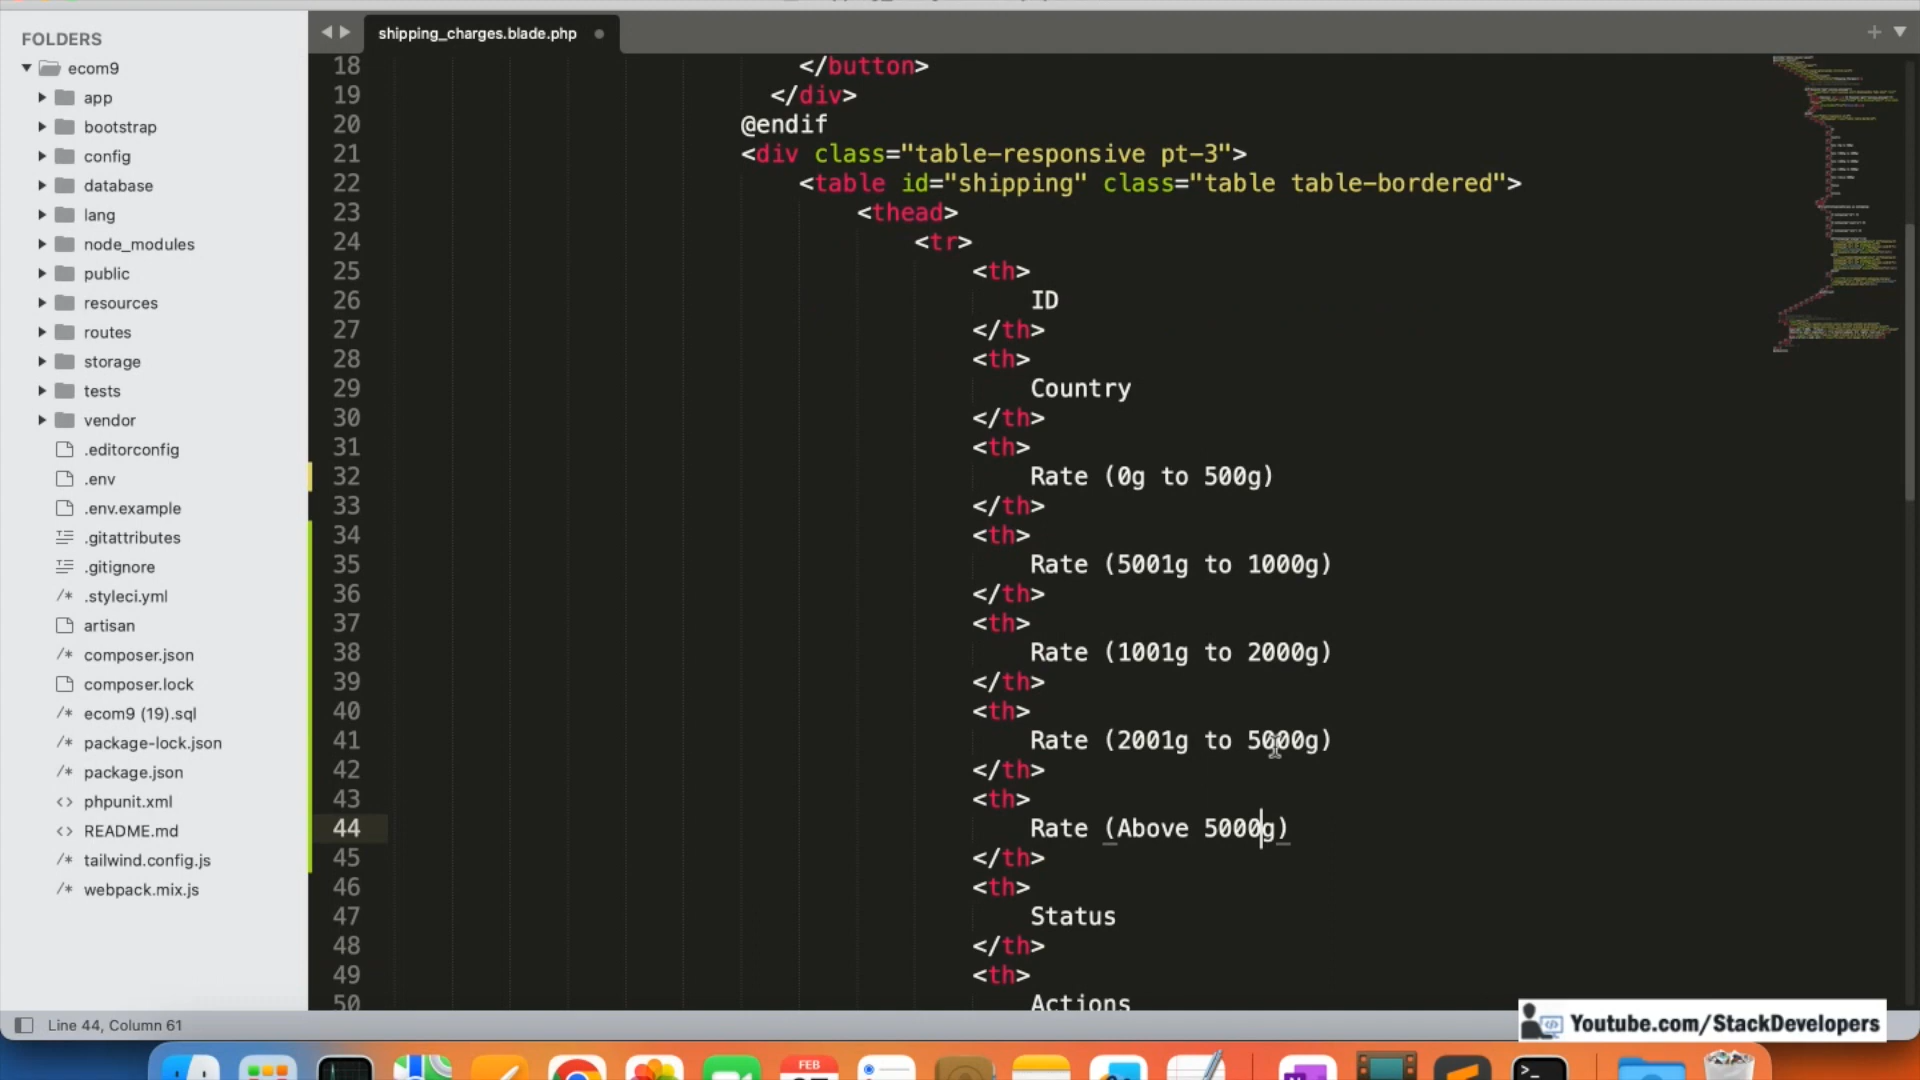 FOLDERS
ecom9
app
bootstrap
config
database
lang
node_modules
public
resources
routes
storage
tests
vendor
.editorconfig
.env
.env.example
.gitattributes
.gitignore
/* .styleci.yml
artisan
/* composer.json
composer.lock
/* ecom9 (19).sql
/* package-lock.json
/* package.json
<> phpunit.xml
<> README.md
/* tailwind.config.js
/* webpack.mix.js
shipping_charges.blade.php
18 </button>
19 </div>
20 @endif
21 <div class="table-responsive pt-3">
22 <table id="shipping" class="table table-bordered">
23 <thead>
24 <tr>
25 <th>
26 ID
27 </th>
28 <th>
29 Country
30 </th>
31 <th>
32 Rate (0g to 500g)
33 </th>
34 <th>
35 Rate (5001g to 1000g)
36 </th>
37 <th>
38 Rate (1001g to 2000g)
39 </th>
40 <th>
41 Rate (2001g to 5000g)
42 </th>
43 <th>
44 Rate (Above 5000g)
45 </th>
46 <th>
47 Status
48 </th>
49 <th>
50 Actions
Line 44, Column 61
Youtube.com/StackDevelopers
FEB